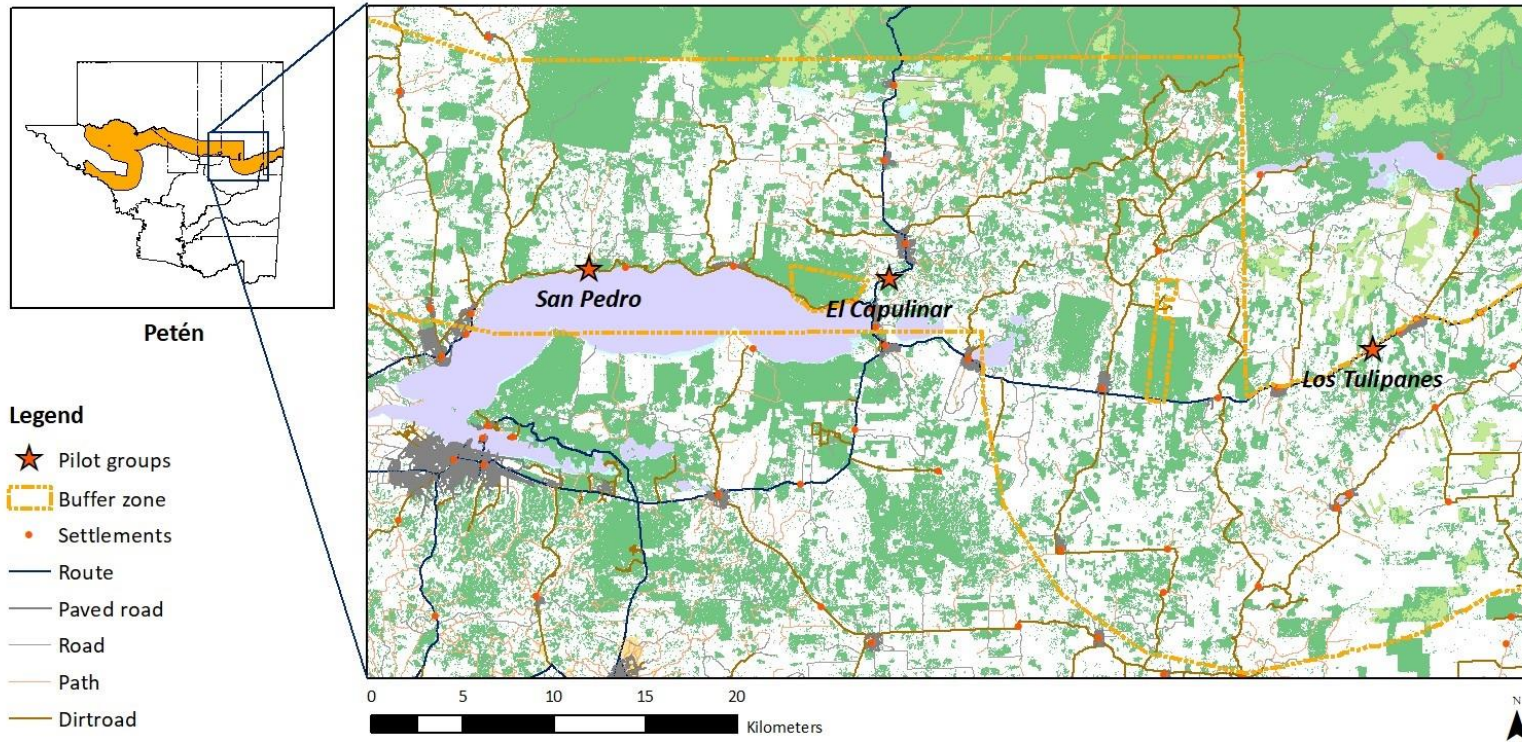 Petén
Legend
Pilot groups
Buffer zone
Settlements
Route
Paved road
Road
Path
Dirtroad
San Pedro
El Capulinar
Los Tulipanes
0 5 10 15 20
Kilometers
N